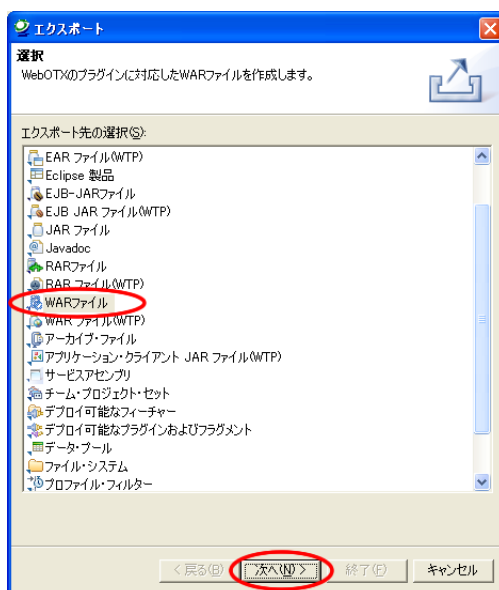 エクスポート
選択
WebOTXのプラグインに対応したWARファイルを作成します。
エクスポート先の選択(S):
EAR ファイル(WTP)
Eclipse 製品
EJB-JARファイル
EJB JAR ファイル(WTP)
JAR ファイル
Javadoc
RARファイル
RAR ファイル(WTP)
WARファイル
WAR ファイル(WTP)
アーカイブ・ファイル
アプリケーション・クライアント JAR ファイル(WTP)
サービスアセンブリ
チーム・プロジェクト・セット
デプロイ可能なフィーチャー
デプロイ可能なプラグインおよびフラグメント
データ・プール
ファイル・システム
プロファイル・フィルター
< 戻る(B) 次へ(N) > 終了(F) キャンセル